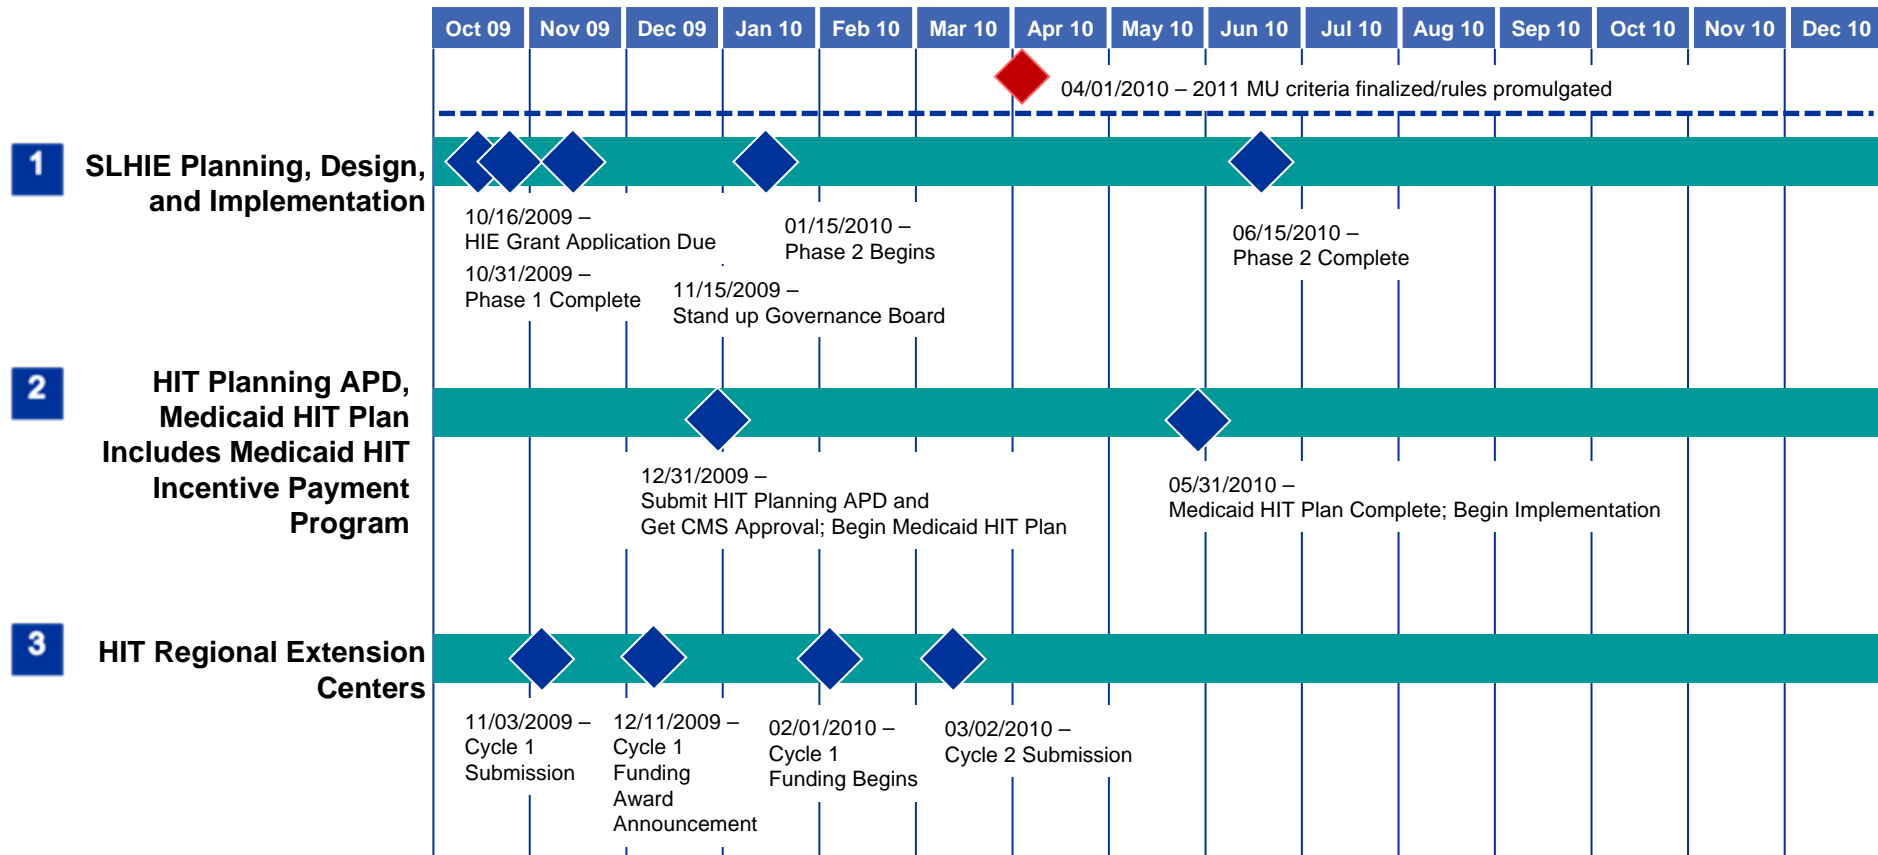 Oct 09 Nov 09 Dec 09 Jan 10 Feb 10 Mar 10 Apr 10 May 10 Jun 10 Jul 10 Aug 10 Sep 10 Oct 10 Nov 10 Dec 10
04/01/2010 – 2011 MU criteria finalized/rules promulgated
1
SLHIE Planning, Design,
and Implementation
10/16/2009 –
HIE Grant Application Due
10/31/2009 –
Phase 1 Complete
11/15/2009 –
Stand up Governance Board
01/15/2010 –
Phase 2 Begins
06/15/2010 –
Phase 2 Complete
2
HIT Planning APD,
Medicaid HIT Plan
Includes Medicaid HIT
Incentive Payment
Program
12/31/2009 –
Submit HIT Planning APD and
Get CMS Approval; Begin Medicaid HIT Plan
05/31/2010 –
Medicaid HIT Plan Complete; Begin Implementation
3
HIT Regional Extension
Centers
11/03/2009 –
Cycle 1
Submission
12/11/2009 –
Cycle 1
Funding
Award
Announcement
02/01/2010 –
Cycle 1
Funding Begins
03/02/2010 –
Cycle 2 Submission